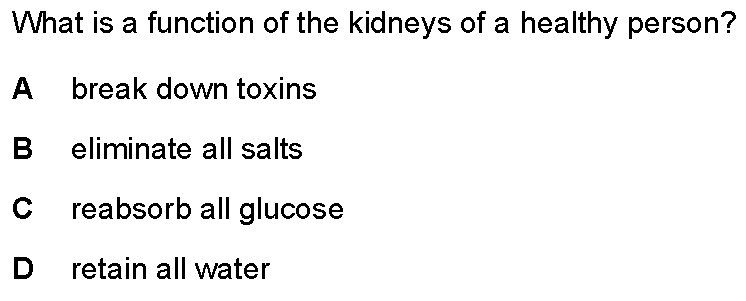 What is a function of the kidneys of a healthy person?
A break down toxins
B eliminate all salts
C reabsorb all glucose
D retain all water